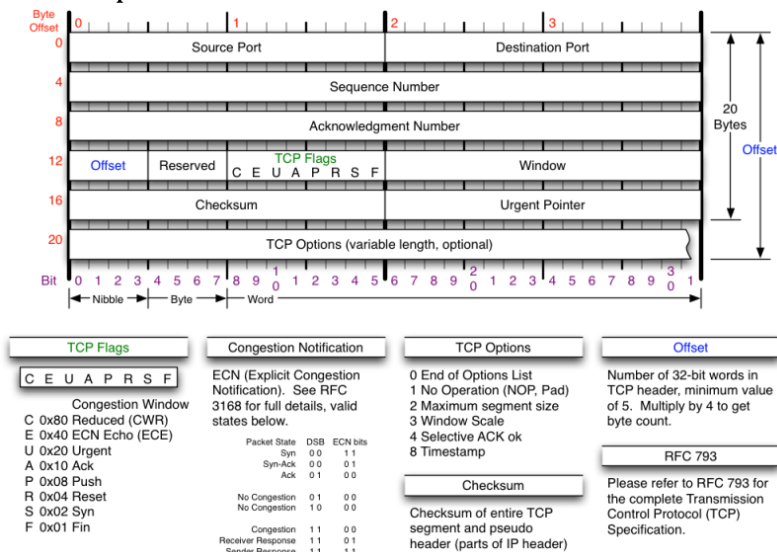 Byte
Offset
0 1 2 3
0 Source Port Destination Port
4 Sequence Number
8 Acknowledgment Number
12 Offset Reserved TCP Flags Window
C E U A P R S F
16 Checksum Urgent Pointer
20 TCP Options (variable length, optional)
20
Bytes
Offset
Bit 0 1 2 3 4 5 6 7 8 9 10 1 2 3 4 5 6 7 8 9 20 1 2 3 4 5 6 7 8 9 30 1
Nibble Byte Word
TCP Flags
C E U A P R S F
Congestion Window
C 0x80 Reduced (CWR)
E 0x40 ECN Echo (ECE)
U 0x20 Urgent
A 0x10 Ack
P 0x08 Push
R 0x04 Reset
S 0x02 Syn
F 0x01 Fin
Congestion Notification
ECN (Explicit Congestion
Notification). See RFC
3168 for full details, valid
states below.
Packet State DSB ECN bits
Syn 0 0 1 1
Syn-Ack 0 0 0 1
Ack 0 1 0 0
No Congestion 0 1 0 0
No Congestion 1 0 0 0
Congestion 1 1 0 0
Receiver Response 1 1 0 1
Sender Response 1 1 1 1
TCP Options
0 End of Options List
1 No Operation (NOP, Pad)
2 Maximum segment size
3 Window Scale
4 Selective ACK ok
8 Timestamp
Checksum
Checksum of entire TCP
segment and pseudo
header (parts of IP header)
Offset
Number of 32-bit words in
TCP header, minimum value
of 5. Multiply by 4 to get
byte count.
RFC 793
Please refer to RFC 793 for
the complete Transmission
Control Protocol (TCP)
Specification.